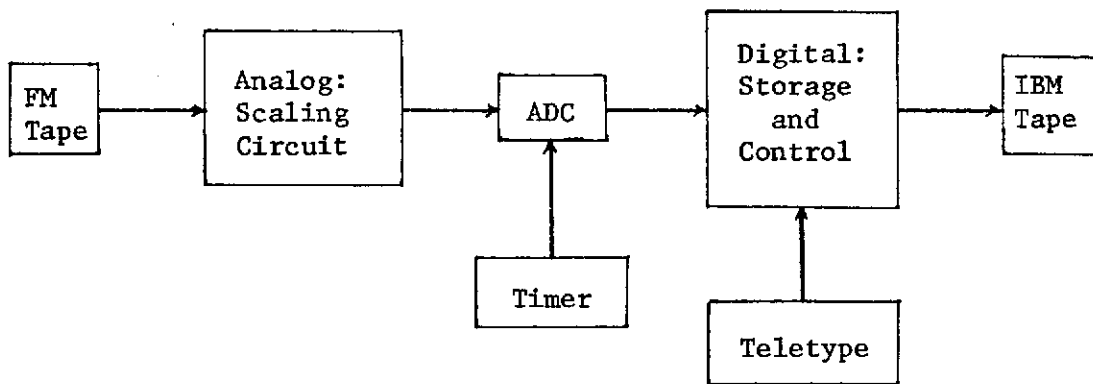 FM
Tape
Analog:
Scaling
Circuit
ADC
Digital:
Storage
and
Control
IBM
Tape
Timer
Teletype